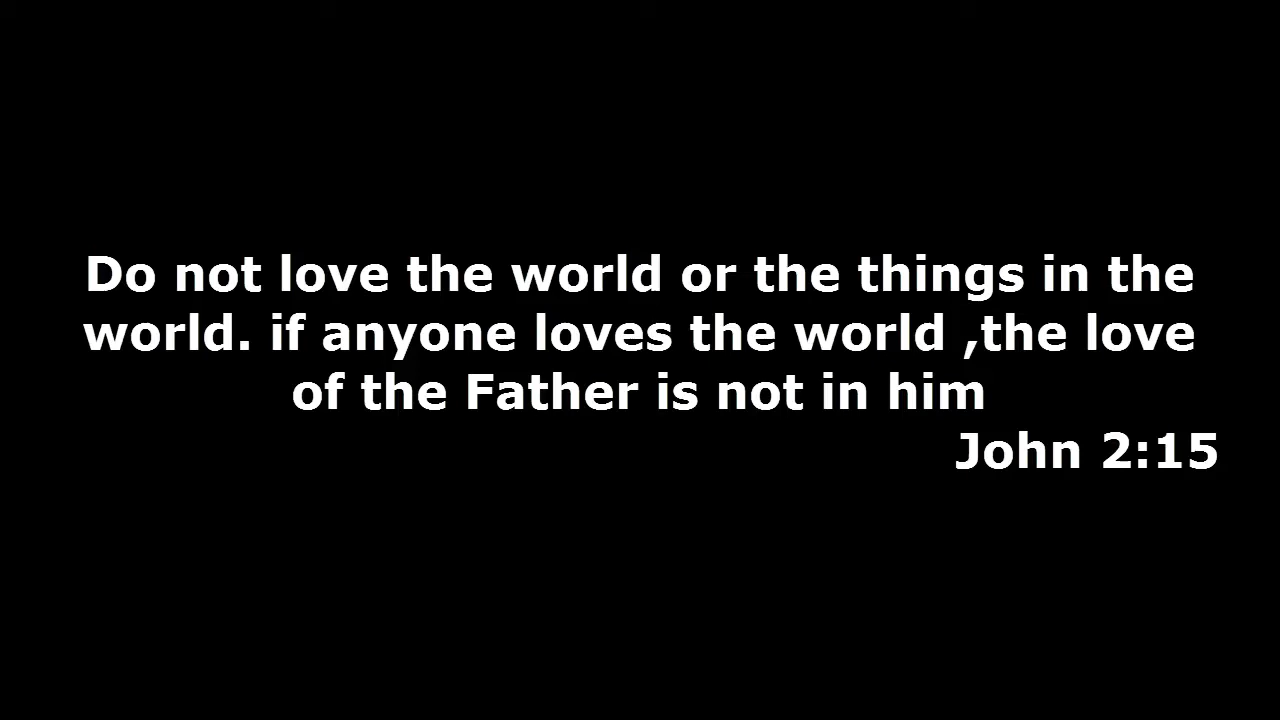 Do not love the world or the things in the
world. if anyone loves the world ,the love
of the Father is not in him
John 2:15